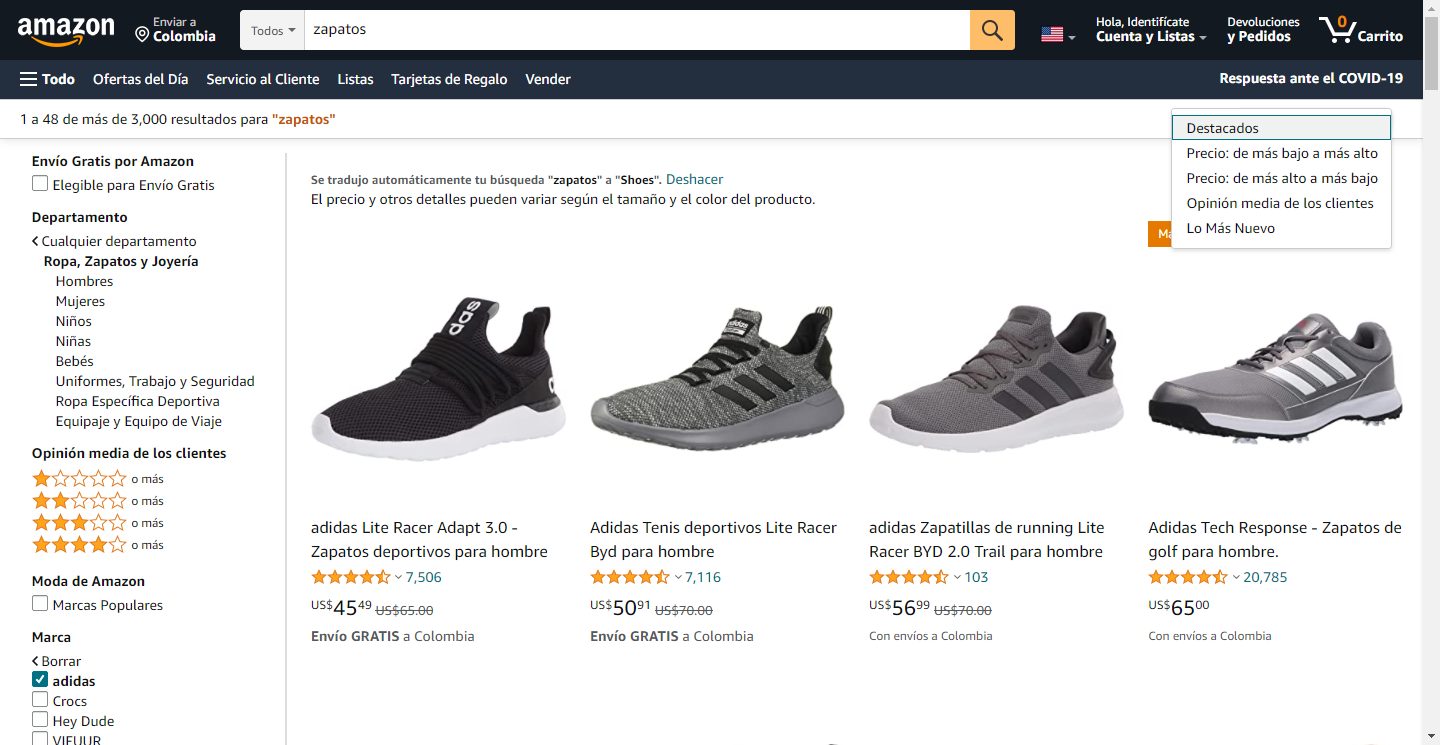 amazon
Enviar a
Colombia
Todos
zapatos
Hola, Identifícate
Cuenta y Listas
Devoluciones
y Pedidos
0
Carrito
Todo
Ofertas del Día
Servicio al Cliente
Listas
Tarjetas de Regalo
Vender
Respuesta ante el COVID-19
1 a 48 de más de 3,000 resultados para "zapatos"
Destacados
Precio: de más bajo a más alto
Precio: de más alto a más bajo
Opinión media de los clientes
Lo Más Nuevo
Envío Gratis por Amazon
Elegible para Envío Gratis
Departamento
Cualquier departamento
Ropa, Zapatos y Joyería
Hombres
Mujeres
Niños
Niñas
Bebés
Uniformes, Trabajo y Seguridad
Ropa Específica Deportiva
Equipaje y Equipo de Viaje
Opinión media de los clientes
o más
o más
o más
o más
Moda de Amazon
Marcas Populares
Marca
Borrar
adidas
Crocs
Hey Dude
VIFUUR
Se tradujo automáticamente tu búsqueda "zapatos" a "Shoes". Deshacer
El precio y otros detalles pueden variar según el tamaño y el color del producto.
adidas Lite Racer Adapt 3.0 -
Zapatos deportivos para hombre
7,506
US$45.49 US$65.00
Envío GRATIS a Colombia
Adidas Tenis deportivos Lite Racer
Byd para hombre
7,116
US$50.91 US$70.00
Envío GRATIS a Colombia
adidas Zapatillas de running Lite
Racer BYD 2.0 Trail para hombre
103
US$56.99 US$70.00
Con envíos a Colombia
Adidas Tech Response - Zapatos de
golf para hombre.
20,785
US$65.00
Con envíos a Colombia